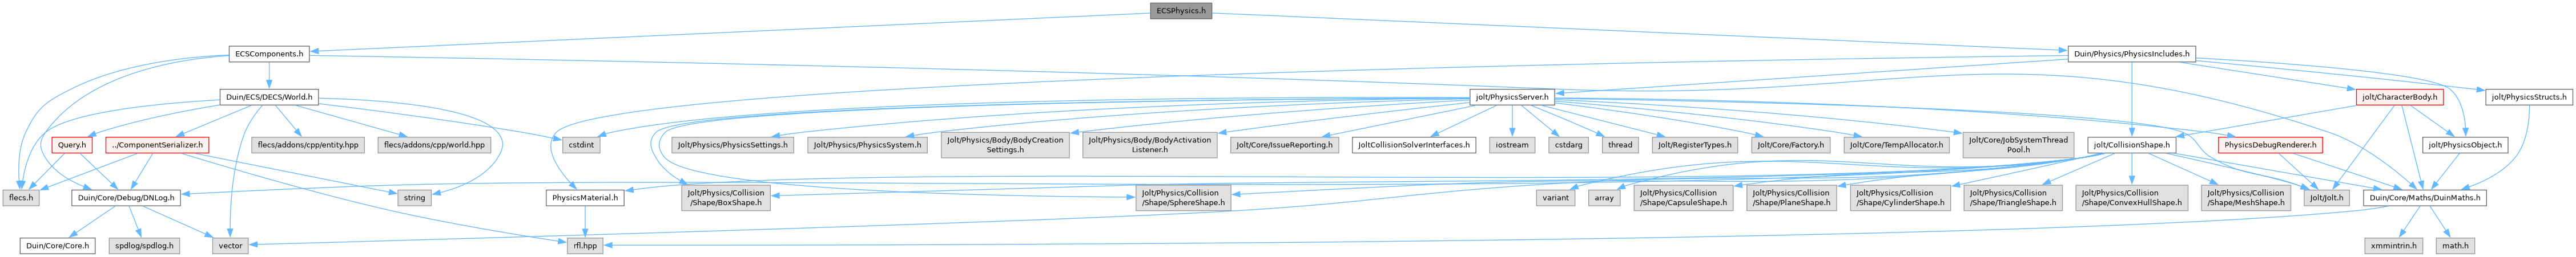 ECSPhysics.h
ECSComponents.h
Duin/Physics/PhysicsIncludes.h
Duin/ECS/DECS/World.h
jolt/PhysicsServer.h
jolt/CharacterBody.h
jolt/PhysicsStructs.h
Query.h
../ComponentSerializer.h
flecs/addons/cpp/entity.hpp
flecs/addons/cpp/world.hpp
cstdint
Jolt/Physics/PhysicsSettings.h
Jolt/Physics/PhysicsSystem.h
Jolt/Physics/Body/BodyCreation
Settings.h
Jolt/Physics/Body/BodyActivation
Listener.h
Jolt/Core/IssueReporting.h
JoltCollisionSolverInterfaces.h
iostream
cstdarg
thread
Jolt/RegisterTypes.h
Jolt/Core/Factory.h
Jolt/Core/TempAllocator.h
Jolt/Core/JobSystemThread
Pool.h
jolt/CollisionShape.h
PhysicsDebugRenderer.h
jolt/PhysicsObject.h
flecs.h
Duin/Core/Debug/DNLog.h
string
PhysicsMaterial.h
Jolt/Physics/Collision
/Shape/BoxShape.h
Jolt/Physics/Collision
/Shape/SphereShape.h
variant
array
Jolt/Physics/Collision
/Shape/CapsuleShape.h
Jolt/Physics/Collision
/Shape/PlaneShape.h
Jolt/Physics/Collision
/Shape/CylinderShape.h
Jolt/Physics/Collision
/Shape/TriangleShape.h
Jolt/Physics/Collision
/Shape/ConvexHullShape.h
Jolt/Physics/Collision
/Shape/MeshShape.h
Jolt/Jolt.h
Duin/Core/Maths/DuinMaths.h
Duin/Core/Core.h
spdlog/spdlog.h
vector
rfl.hpp
xmmintrin.h
math.h